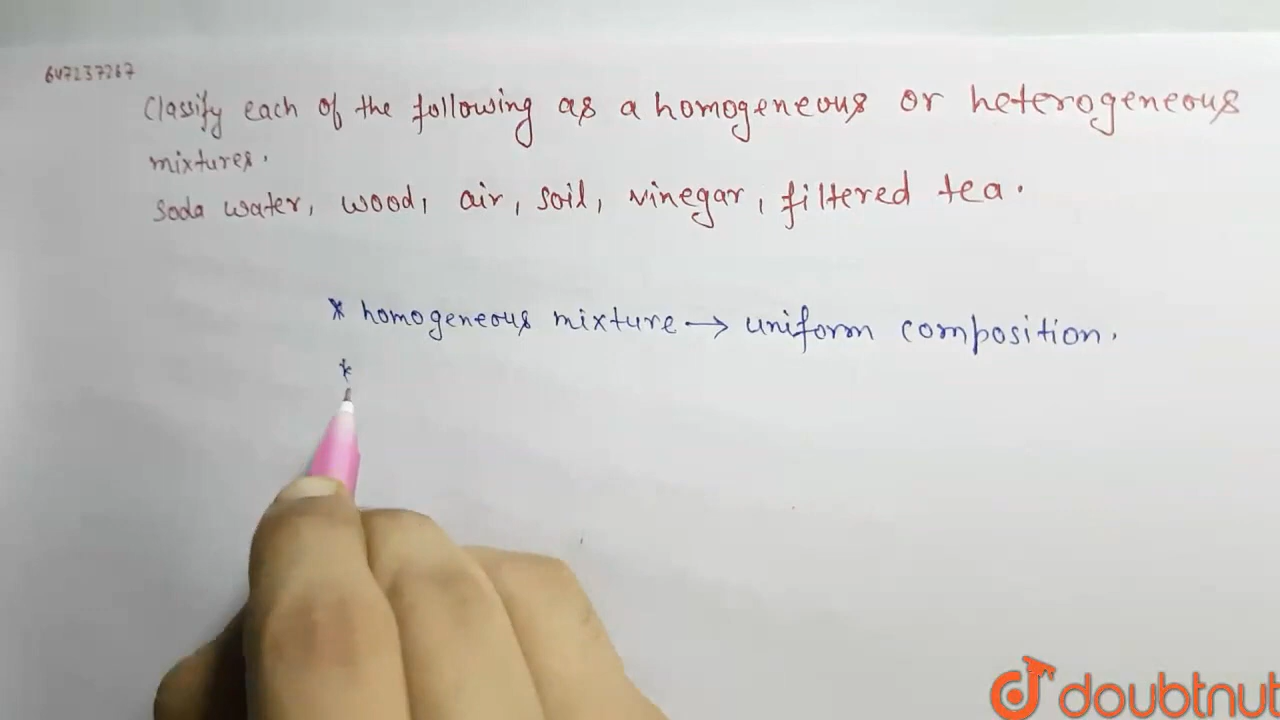 647237267
Classify each of the following as a homogeneous or heterogeneous
mixtures.
Soda water, wood, air, soil, vinegar, filtered tea.
* homogeneous mixture → uniform composition.
*
doubtnut